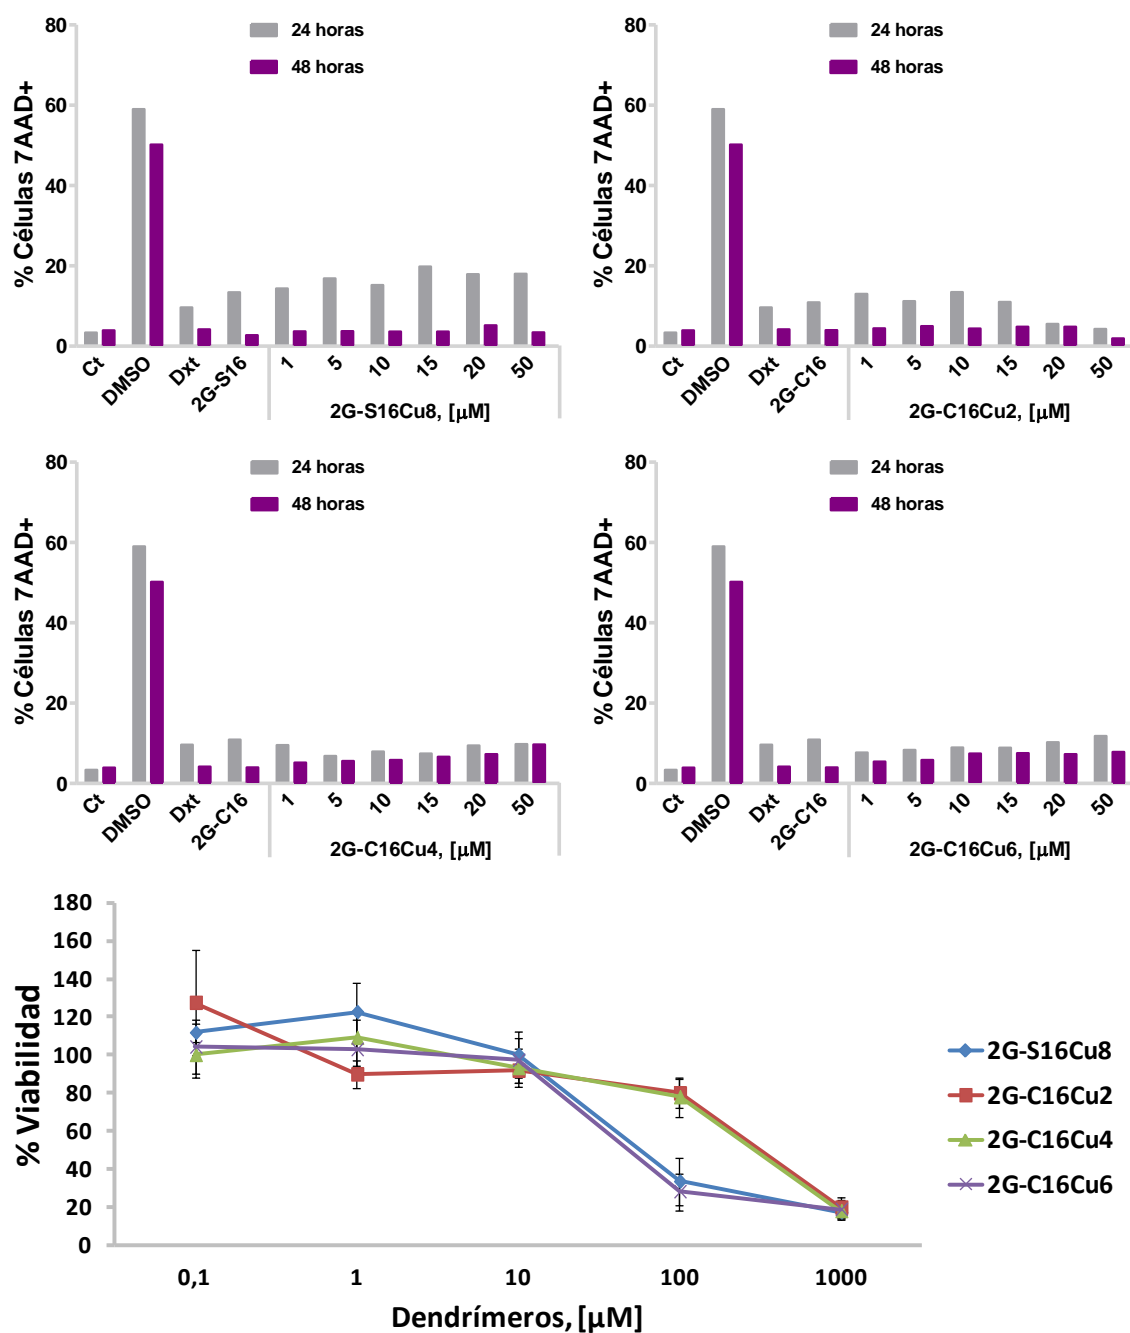 % Células 7AAD+
80
60
40
20
0
24 horas
48 horas
Ct
DMSO
Dxt
2G-S16
1
5
10
15
20
50
2G-S16Cu8, [μM]
% Células 7AAD+
80
60
40
20
0
24 horas
48 horas
Ct
DMSO
Dxt
2G-C16
1
5
10
15
20
50
2G-C16Cu2, [μM]
% Células 7AAD+
80
60
40
20
0
24 horas
48 horas
Ct
DMSO
Dxt
2G-C16
1
5
10
15
20
50
2G-C16Cu4, [μM]
% Células 7AAD+
80
60
40
20
0
24 horas
48 horas
Ct
DMSO
Dxt
2G-C16
1
5
10
15
20
50
2G-C16Cu6, [μM]
% Viabilidad
180
160
140
120
100
80
60
40
20
0
0,1
1
10
100
1000
Dendrímeros, [μM]
2G-S16Cu8
2G-C16Cu2
2G-C16Cu4
2G-C16Cu6